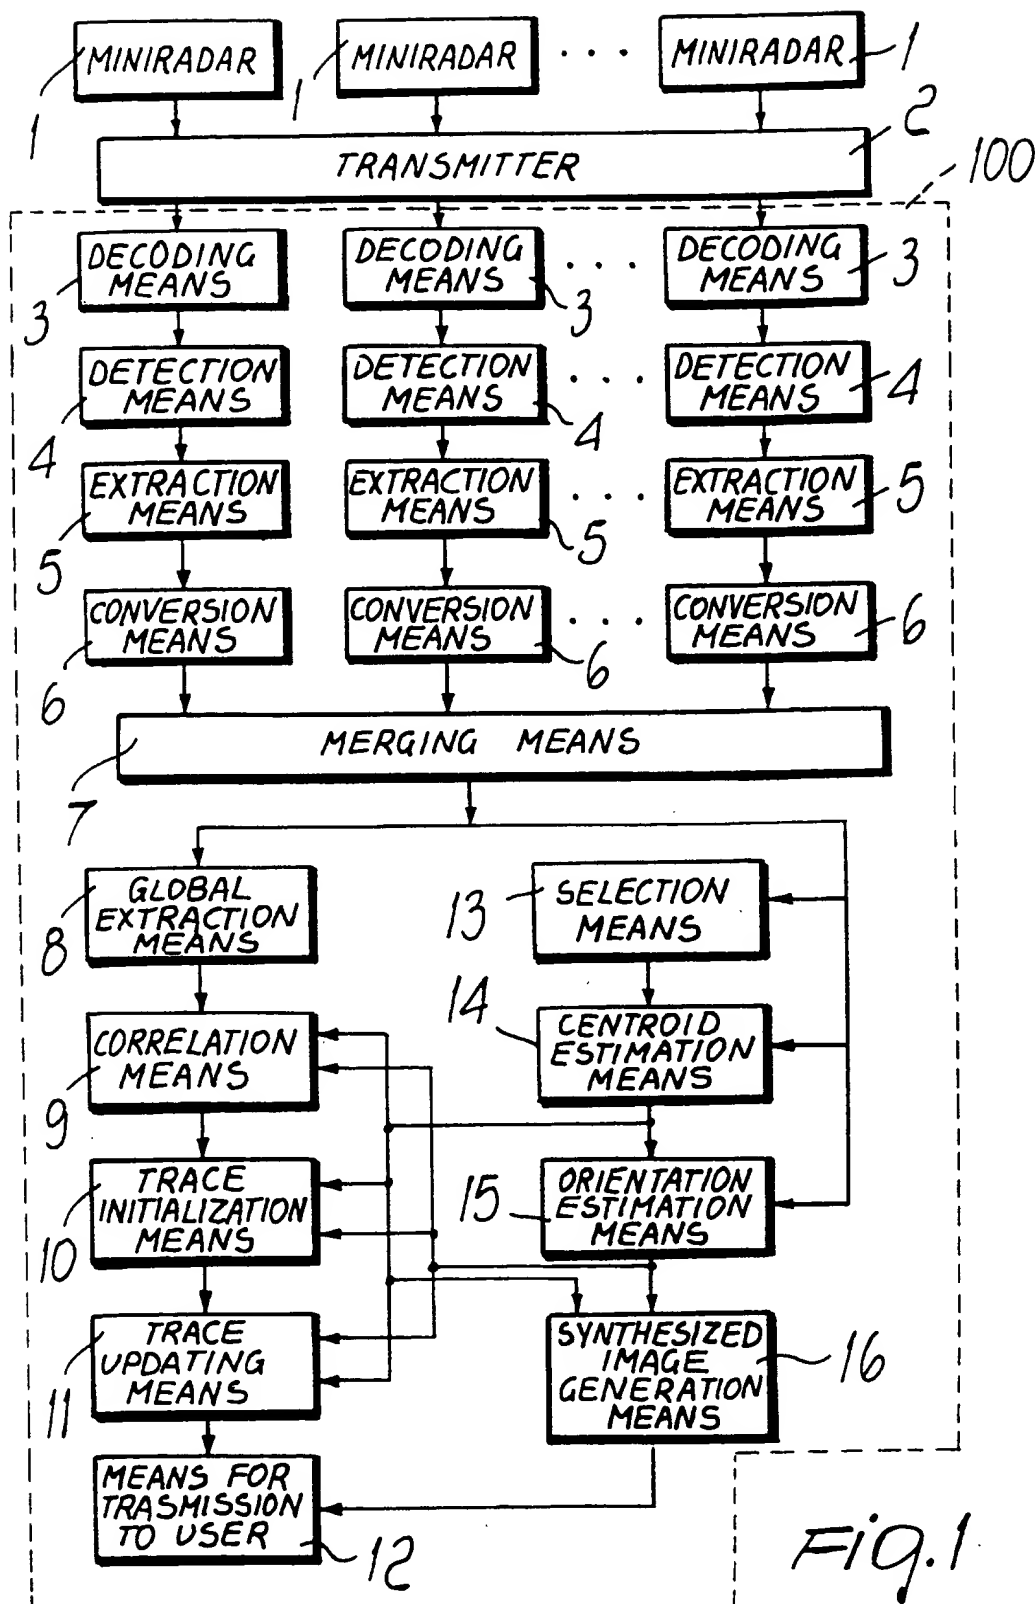 MINIRADAR MINIRADAR . . . MINIRADAR
1 1 1
TRANSMITTER
2
100
DECODING MEANS DECODING MEANS . . . DECODING MEANS
3 3 3
DETECTION MEANS DETECTION MEANS . . . DETECTION MEANS
4 4 4
EXTRACTION MEANS EXTRACTION MEANS . . . EXTRACTION MEANS
5 5 5
CONVERSION MEANS CONVERSION MEANS . . . CONVERSION MEANS
6 6 6
MERGING MEANS
7
GLOBAL
EXTRACTION
MEANS
8
13
SELECTION
MEANS
CORRELATION
MEANS
9
14
CENTROID
ESTIMATION
MEANS
TRACE
INITIALIZATION
MEANS
10
15
ORIENTATION
ESTIMATION
MEANS
TRACE
UPDATING
MEANS
11
SYNTHESIZED
IMAGE
GENERATION
MEANS
16
MEANS FOR
TRASMISSION
TO USER
12
Fig.1